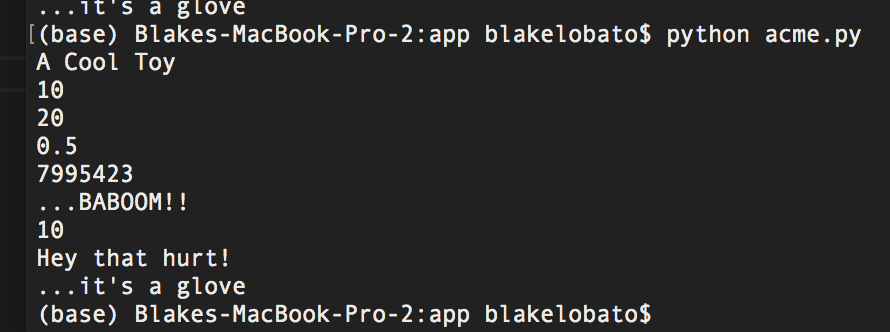 ...it's a glove
[(base) Blakes-MacBook-Pro-2:app blakelobato$ python acme.py
A Cool Toy
10
20
0.5
7995423
...BABOOM!!
10
Hey that hurt!
...it's a glove
(base) Blakes-MacBook-Pro-2:app blakelobato$